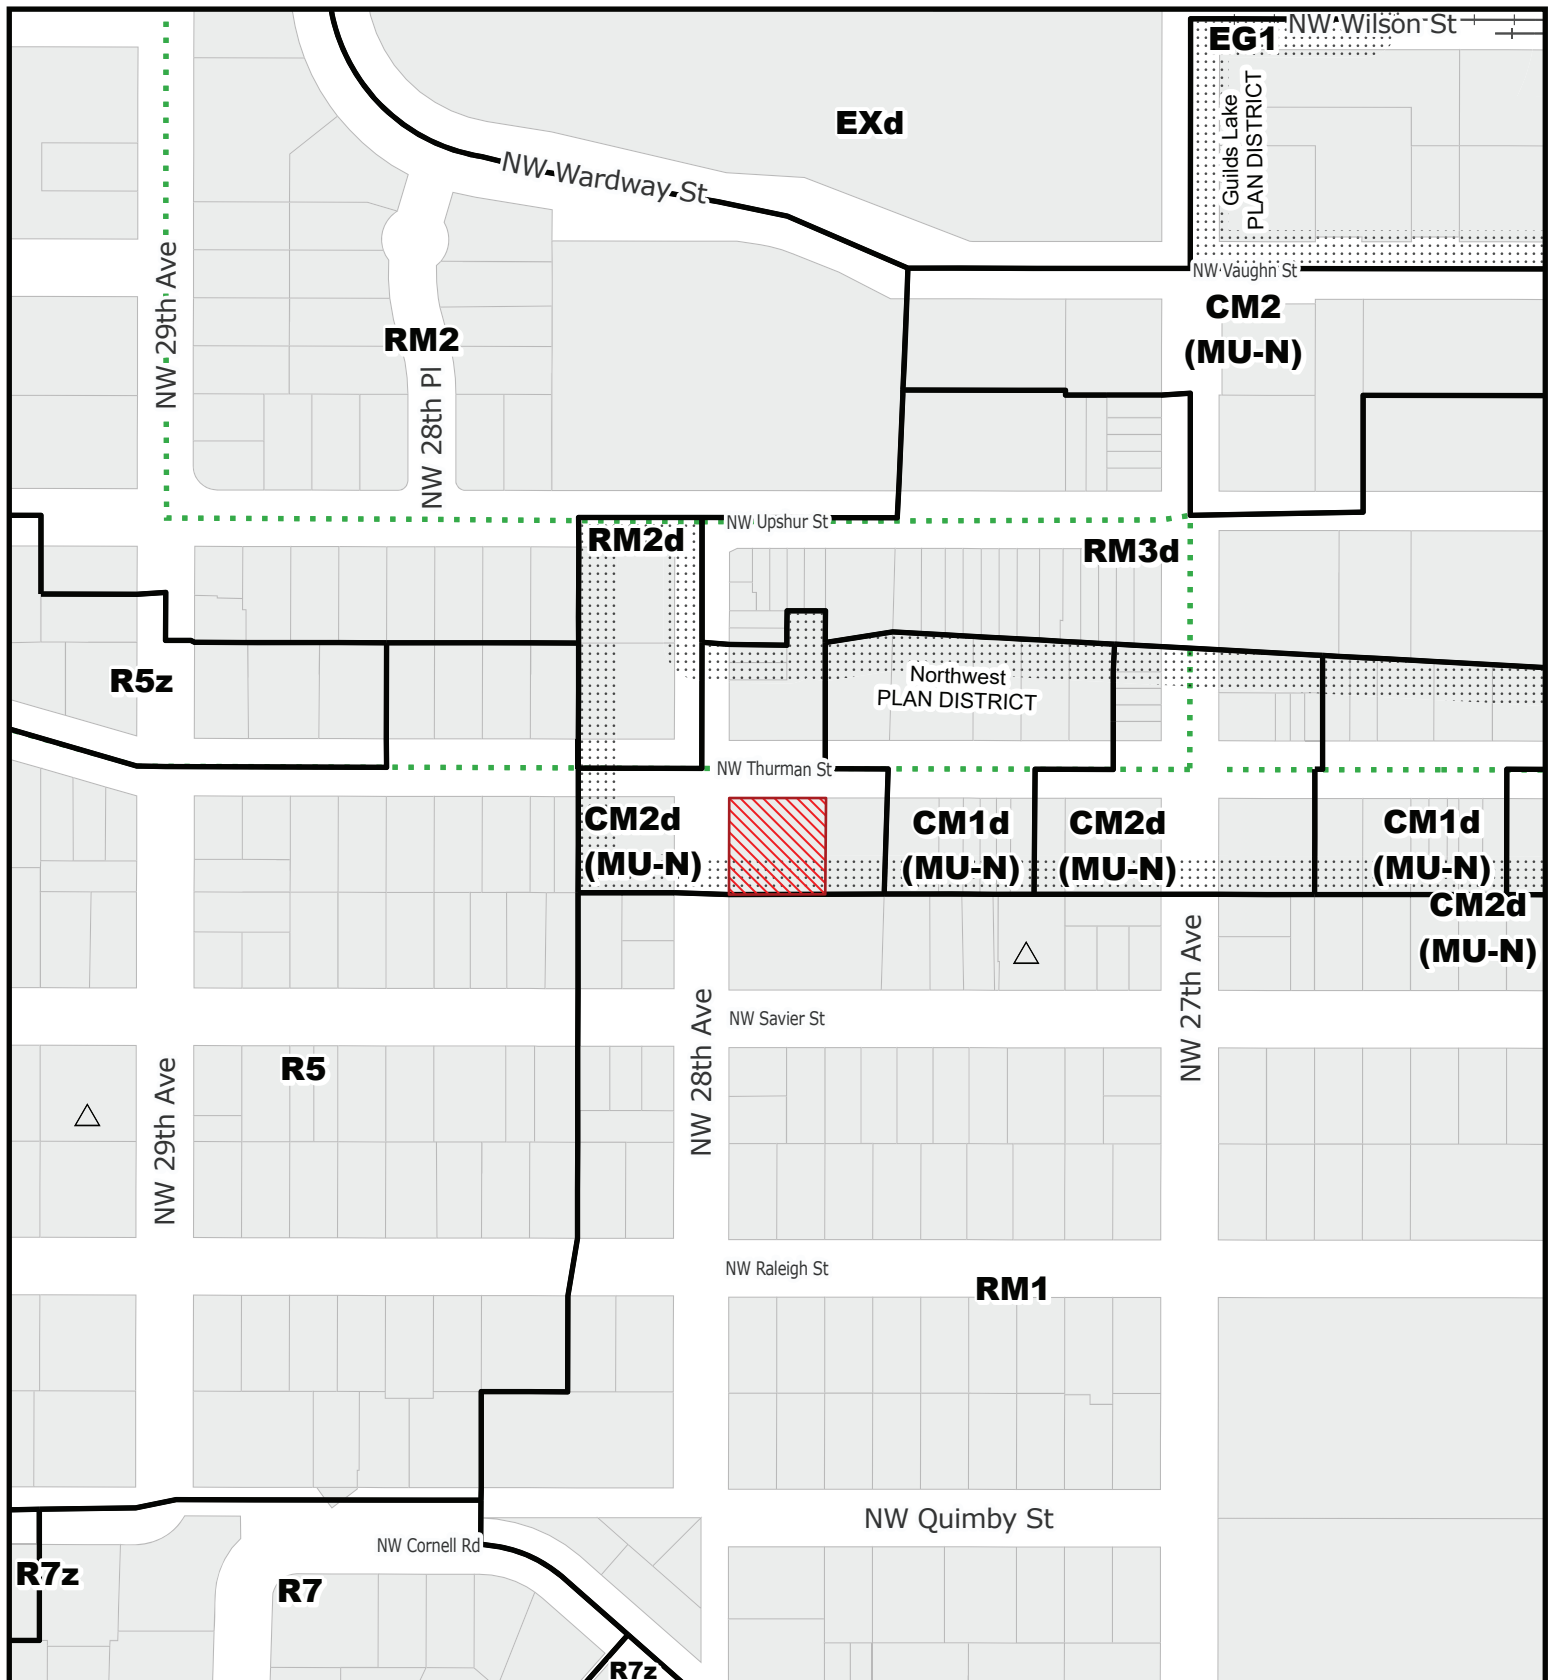 NW Wilson St
EG1
Guilds Lake
PLAN DISTRICT
EXd
NW Wardway St
NW 29th Ave
NW Vaughn St
CM2
(MU-N)
RM2
NW 28th Pl
NW Upshur St
RM2d
RM3d
R5z
Northwest
PLAN DISTRICT
NW Thurman St
CM2d
(MU-N)
CM1d
(MU-N)
CM2d
(MU-N)
CM1d
(MU-N)
CM2d
(MU-N)
NW 27th Ave
NW 28th Ave
NW Savier St
R5
NW 29th Ave
NW Raleigh St
RM1
NW Quimby St
NW Cornell Rd
R7z
R7
R7z